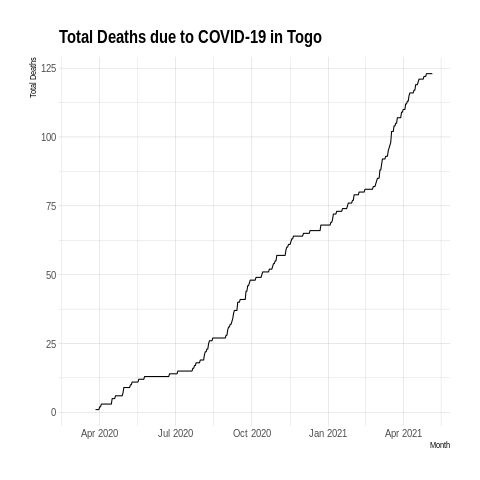 Total Deaths due to COVID-19 in Togo
Total Deaths
125
100
75
50
25
0
Apr 2020 Jul 2020 Oct 2020 Jan 2021 Apr 2021
Month